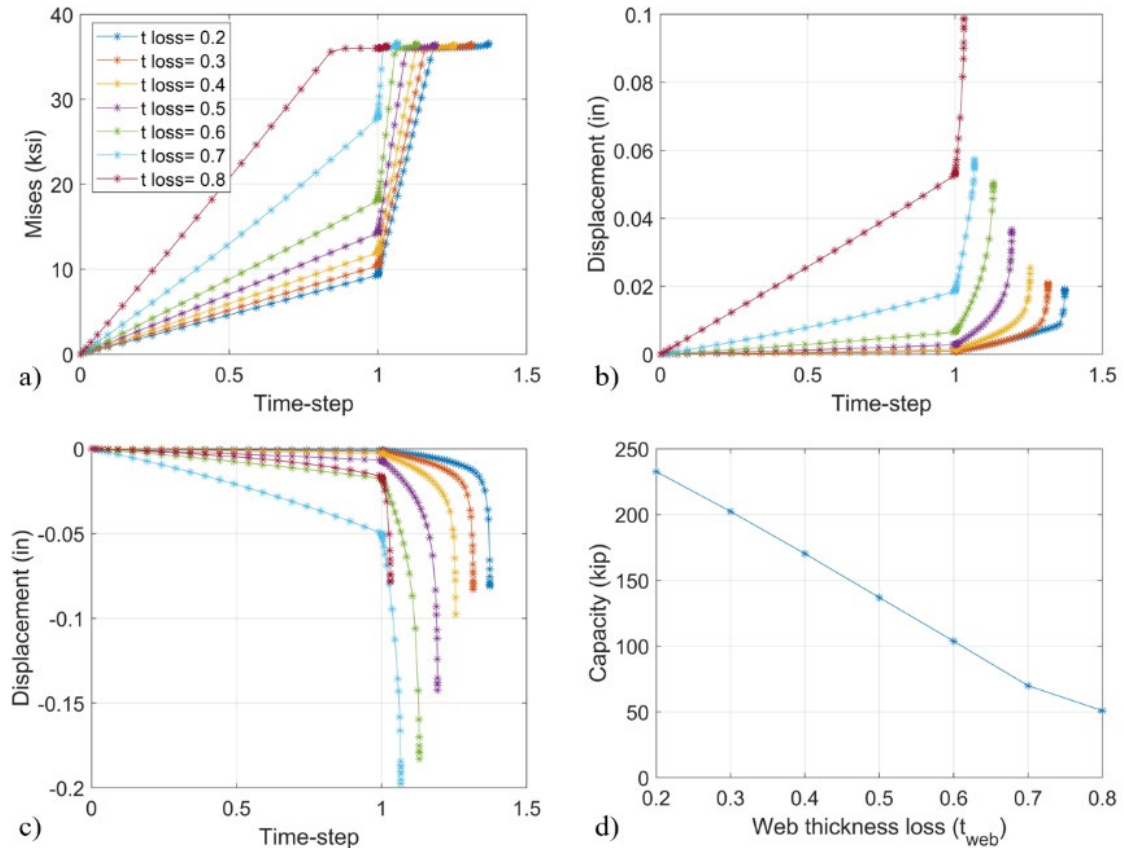 40
30
20
10
0
Mises (ksi)
t loss= 0.2
t loss= 0.3
t loss= 0.4
t loss= 0.5
t loss= 0.6
t loss= 0.7
t loss= 0.8
0
0.5
1
1.5
Time-step
a)
0.1
0.08
0.06
0.04
0.02
0
Displacement (in)
0
0.5
1
1.5
Time-step
b)
0
-0.05
-0.1
-0.15
-0.2
Displacement (in)
0
0.5
1
1.5
Time-step
c)
250
200
150
100
50
0
Capacity (kip)
0.2
0.3
0.4
0.5
0.6
0.7
0.8
Web thickness loss (t_web)
d)